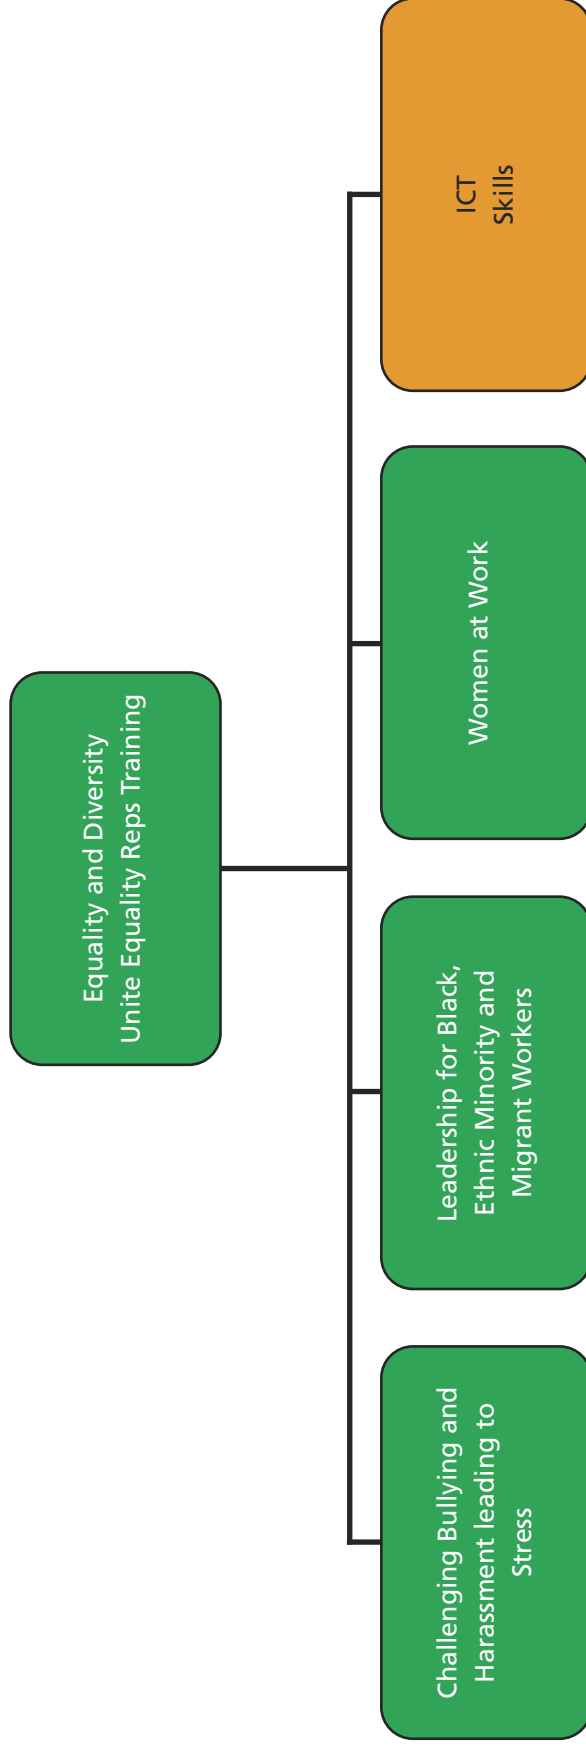 Equality and Diversity
Unite Equality Reps Training
Challenging Bullying and
Harassment leading to
Stress
Leadership for Black,
Ethnic Minority and
Migrant Workers
Women at Work
ICT
Skills